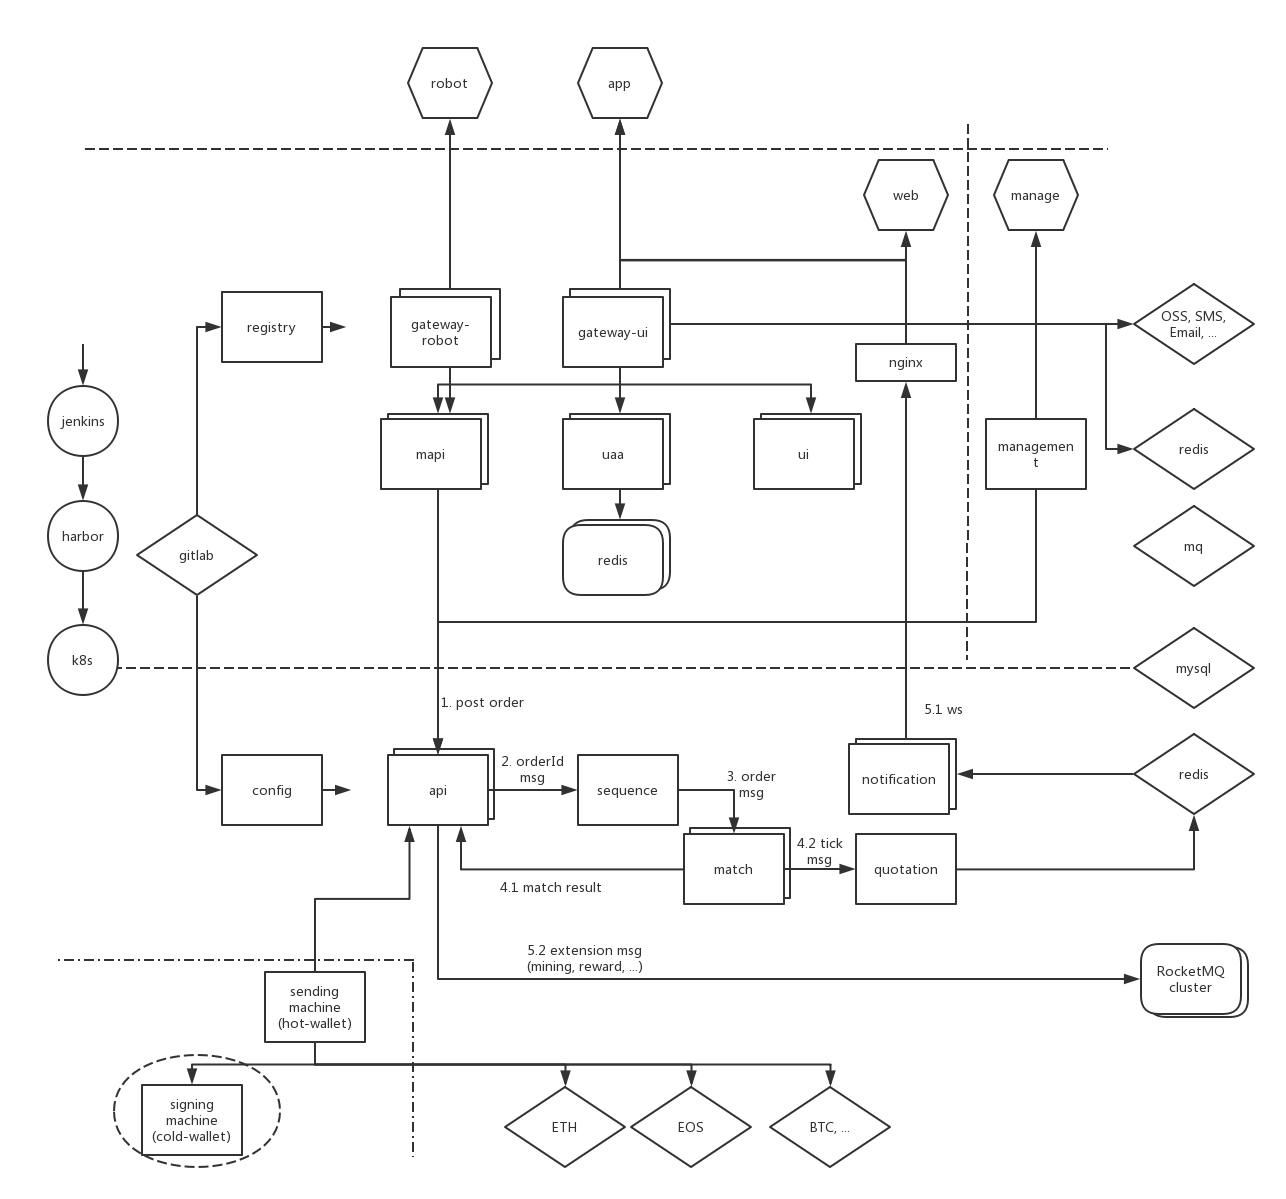 robot
app
web
manage
registry
gateway-
robot
gateway-ui
nginx
OSS, SMS,
Email, ...
jenkins
mapi
uaa
ui
managemen
t
redis
harbor
gitlab
redis
mq
k8s
mysql
1. post order
5.1 ws
config
api
2. orderId
msg
sequence
3. order
msg
notification
redis
match
4.2 tick
msg
quotation
4.1 match result
5.2 extension msg
(mining, reward, ...)
RocketMQ
cluster
sending
machine
(hot-wallet)
signing
machine
(cold-wallet)
ETH
EOS
BTC, ...